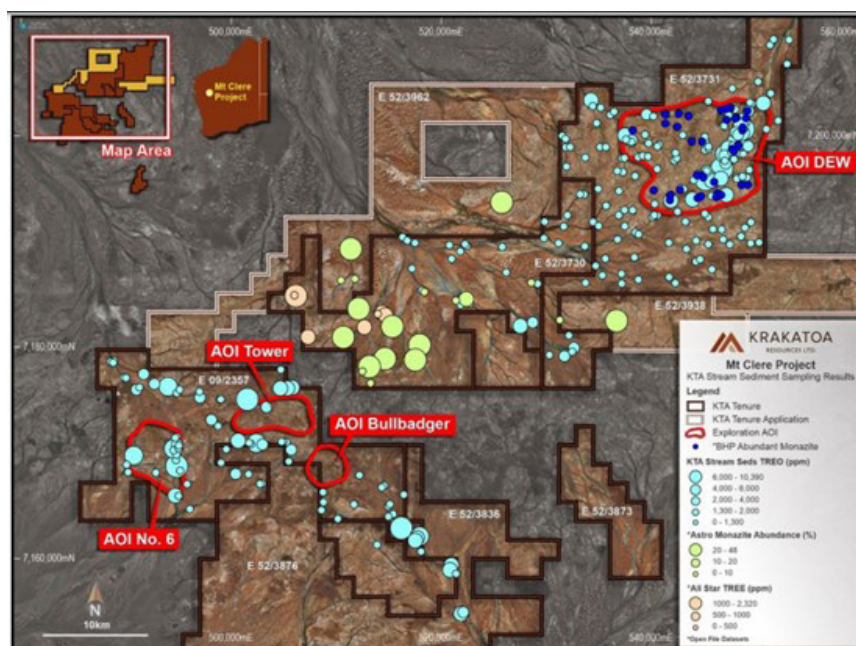 500,000mE
520,000mE
540,000mE
560,000mE
Mt Clere
Project
Map Area
E 52/3962
E 52/3731
7,200,000mN
AOI DEW
E 52/3730
E 52/3938
7,180,000mN
AOI Tower
E 09/2357
AOI Bullbadger
AOI No. 6
E 52/3836
E 52/3873
E 52/3876
7,160,000mN
N
10km
500,000mE
520,000mE
540,000mE
KRAKATOA
RESOURCES LTD.
Mt Clere Project
KTA Stream Sediment Sampling Results
Legend
KTA Tenure
KTA Tenure Application
Exploration AOI
*BHP Abundant Monazite
KTA Stream Seds TREO (ppm)
6,000 - 10,390
4,000 - 6,000
2,000 - 4,000
1,300 - 2,000
0 - 1,300
*Astro Monazite Abundance (%)
20 - 48
10 - 20
0 - 10
*All Star TREE (ppm)
1000 - 2,320
500 - 1000
0 - 500
*Open File Datasets